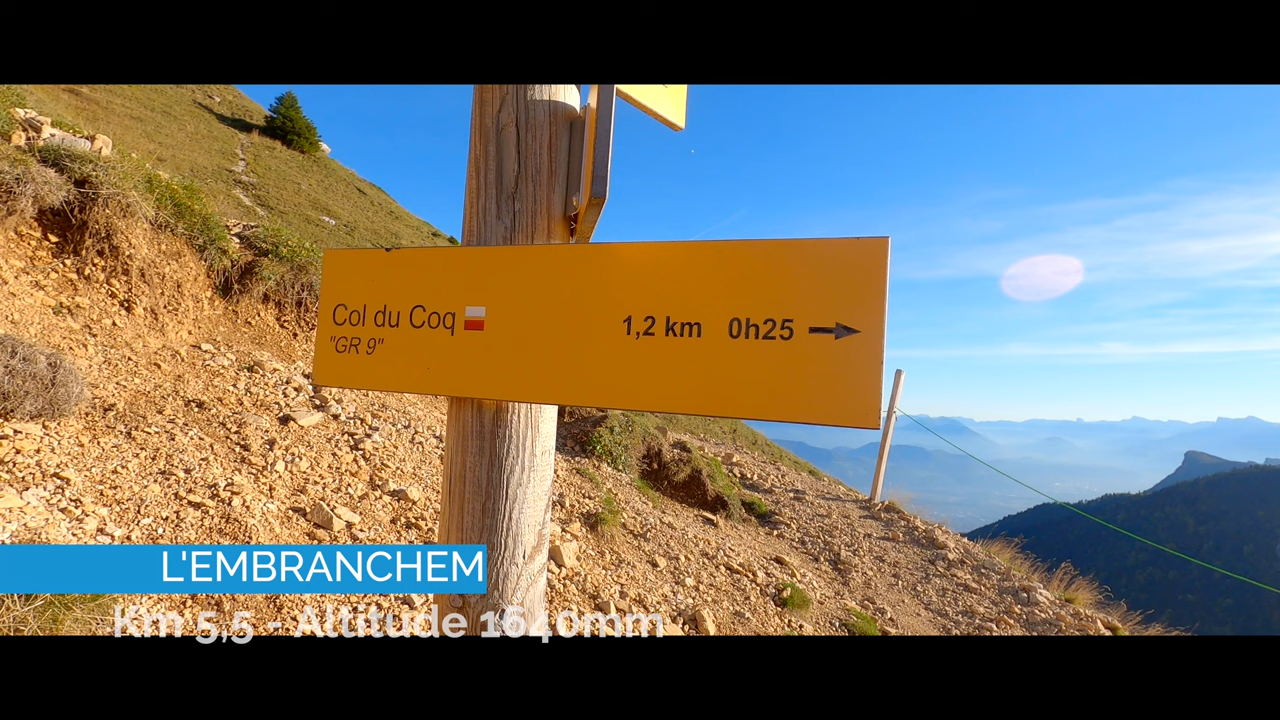 Col du Coq 1,2 km 0h25
"GR 9"
L'EMBRANCHEM
Km 5,5 - Altitude 1640mm